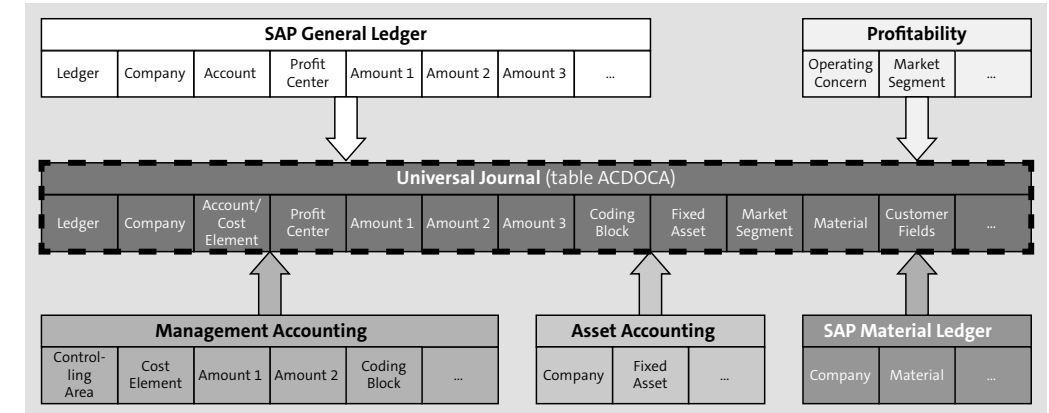 SAP General Ledger
Ledger Company Account Profit Center Amount 1 Amount 2 Amount 3 ...
Profitability
Operating Concern Market Segment ...
Universal Journal (table ACDOCA)
Ledger Company Account/ Cost Element Profit Center Amount 1 Amount 2 Amount 3 Coding Block Fixed Asset Market Segment Material Customer Fields ...
Management Accounting
Control-ling Area Cost Element Amount 1 Amount 2 Coding Block ...
Asset Accounting
Company Fixed Asset ...
SAP Material Ledger
Company Material ...